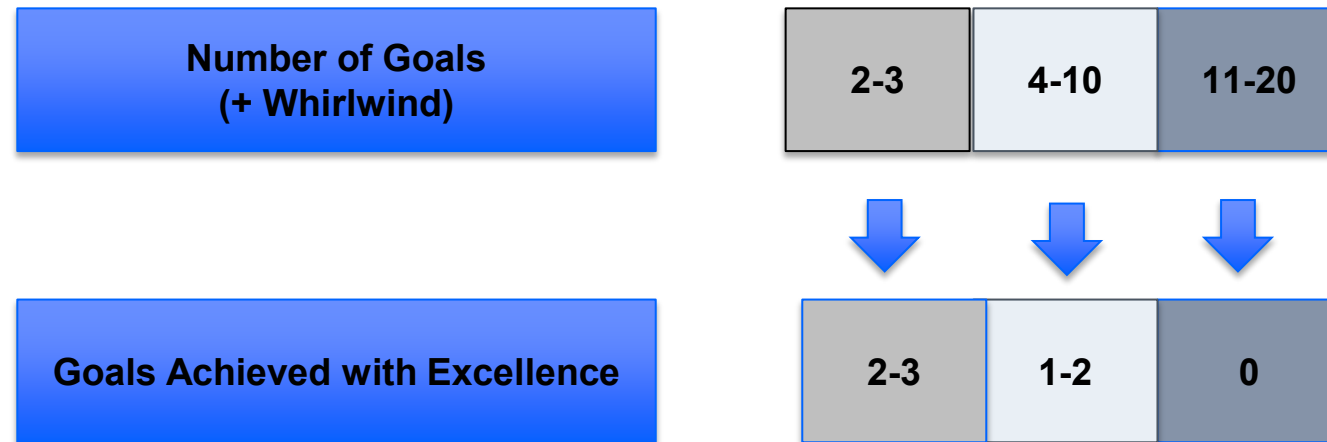 Number of Goals
(+ Whirlwind)
2-3
4-10
11-20
Goals Achieved with Excellence
2-3
1-2
0